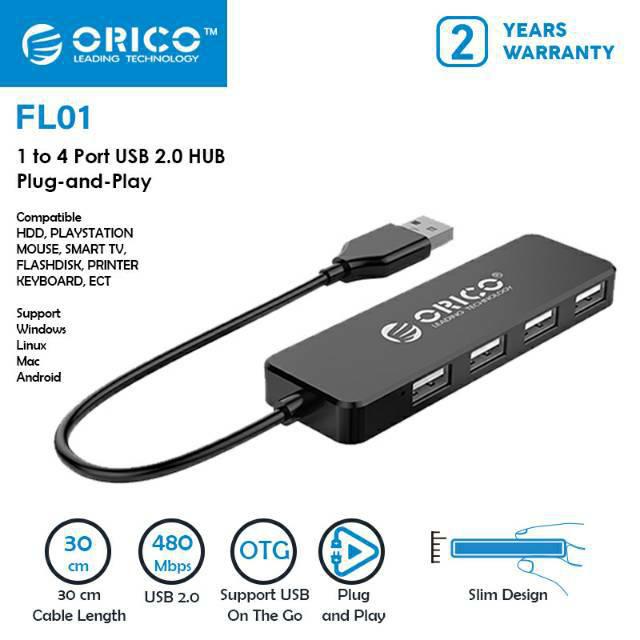 ORICO™
LEADING TECHNOLOGY
2 YEARS
WARRANTY
FL01
1 to 4 Port USB 2.0 HUB
Plug-and-Play
Compatible
HDD, PLAYSTATION
MOUSE, SMART TV,
FLASHDISK, PRINTER
KEYBOARD, ECT
Support
Windows
Linux
Mac
Android
ORICO®
LEADING TECHNOLOGY
30
cm
30 cm
Cable Length
480
Mbps
USB 2.0
OTG
Support USB
On The Go
Plug
and Play
Slim Design